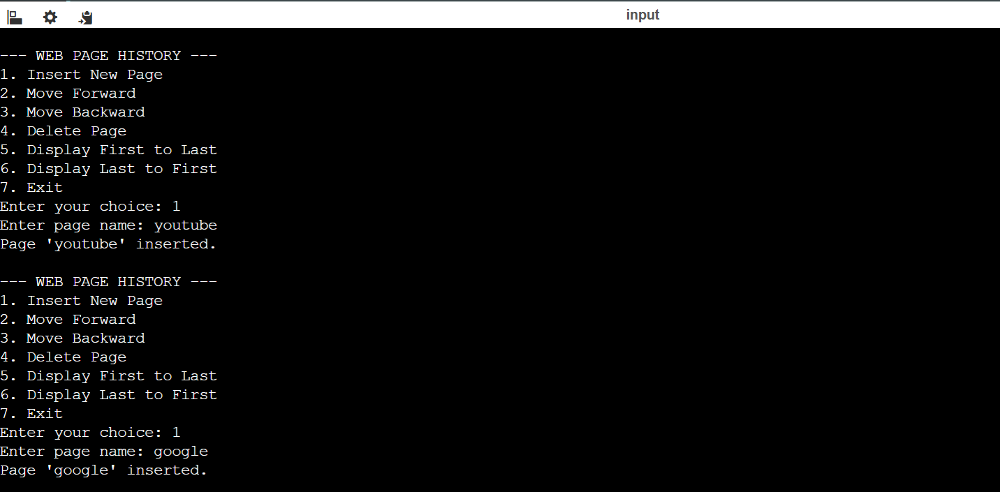 input
--- WEB PAGE HISTORY ---
1. Insert New Page
2. Move Forward
3. Move Backward
4. Delete Page
5. Display First to Last
6. Display Last to First
7. Exit
Enter your choice: 1
Enter page name: youtube
Page 'youtube' inserted.
--- WEB PAGE HISTORY ---
1. Insert New Page
2. Move Forward
3. Move Backward
4. Delete Page
5. Display First to Last
6. Display Last to First
7. Exit
Enter your choice: 1
Enter page name: google
Page 'google' inserted.